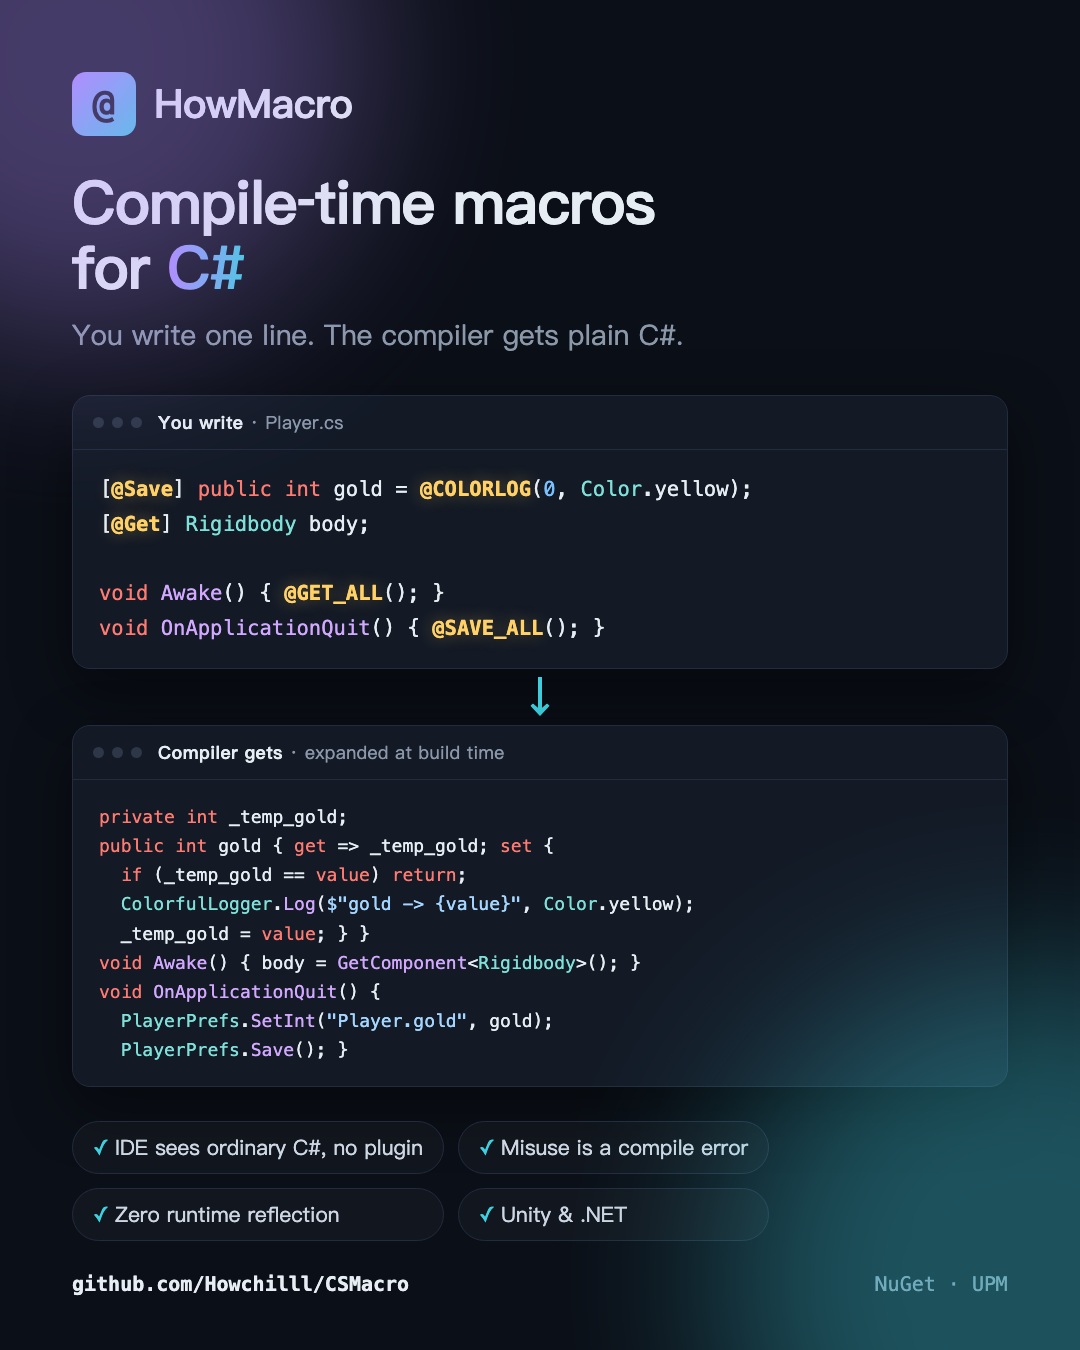 @ HowMacro
Compile-time macros
for C#
You write one line. The compiler gets plain C#.
You write · Player.cs
[@Save] public int gold = @COLORLOG(0, Color.yellow);
[@Get] Rigidbody body;
void Awake() { @GET_ALL(); }
void OnApplicationQuit() { @SAVE_ALL(); }
↓
Compiler gets · expanded at build time
private int _temp_gold;
public int gold { get => _temp_gold; set {
  if (_temp_gold == value) return;
  ColorfulLogger.Log($"gold -> {value}", Color.yellow);
  _temp_gold = value; } }
void Awake() { body = GetComponent<Rigidbody>(); }
void OnApplicationQuit() {
  PlayerPrefs.SetInt("Player.gold", gold);
  PlayerPrefs.Save(); }
✓ IDE sees ordinary C#, no plugin
✓ Misuse is a compile error
✓ Zero runtime reflection
✓ Unity & .NET
github.com/Howchilll/CSMacro
NuGet · UPM